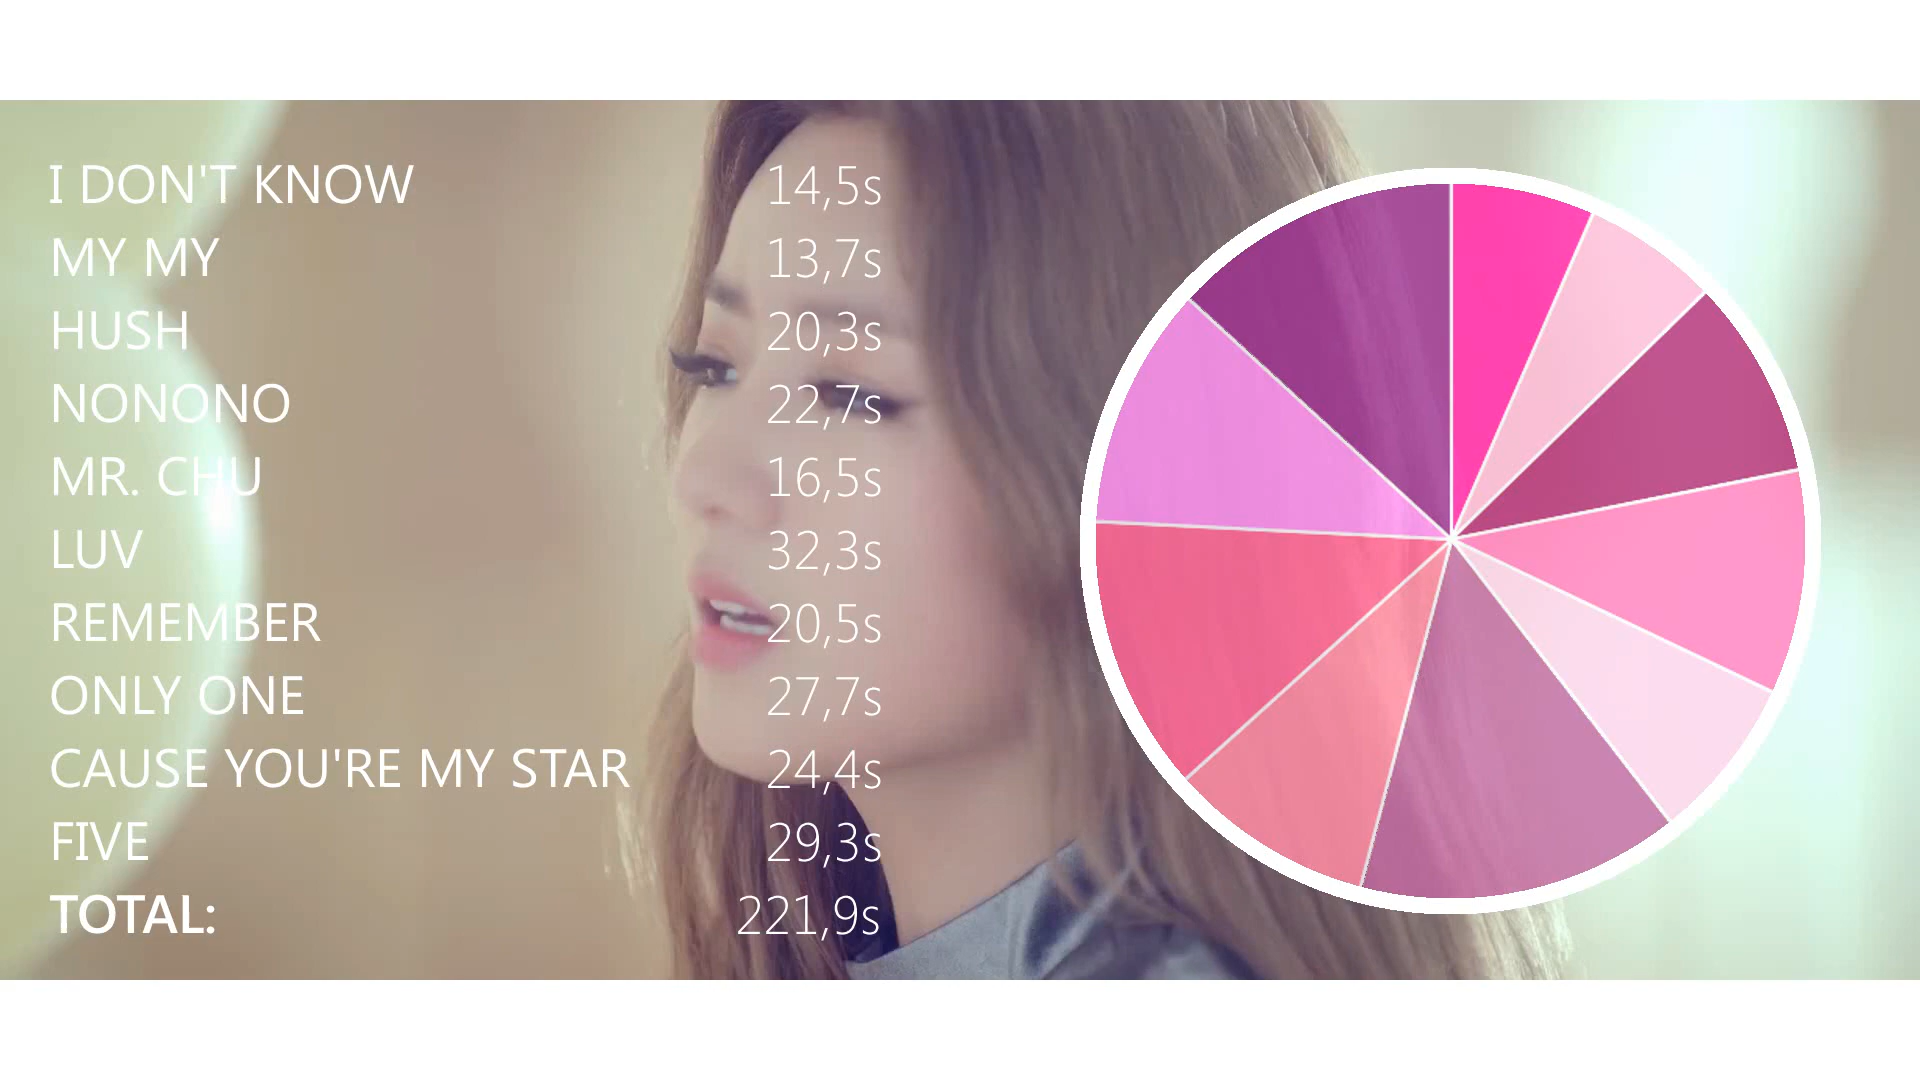 I DON'T KNOW 14,5s
MY MY 13,7s
HUSH 20,3s
NONONO 22,7s
MR. CHU 16,5s
LUV 32,3s
REMEMBER 20,5s
ONLY ONE 27,7s
CAUSE YOU'RE MY STAR 24,4s
FIVE 29,3s
TOTAL: 221,9s